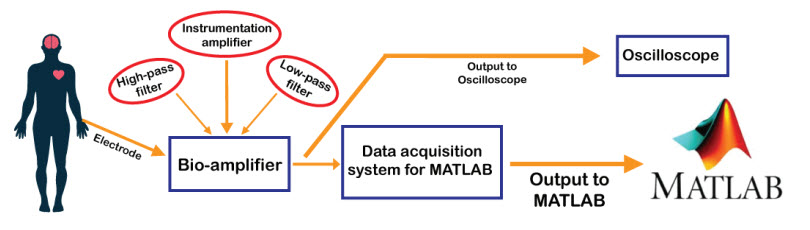 Instrumentation
amplifier
High-pass
filter
Low-pass
filter
Electrode
Bio-amplifier
Output to
Oscilloscope
Oscilloscope
Data acquisition
system for MATLAB
Output to
MATLAB
MATLAB